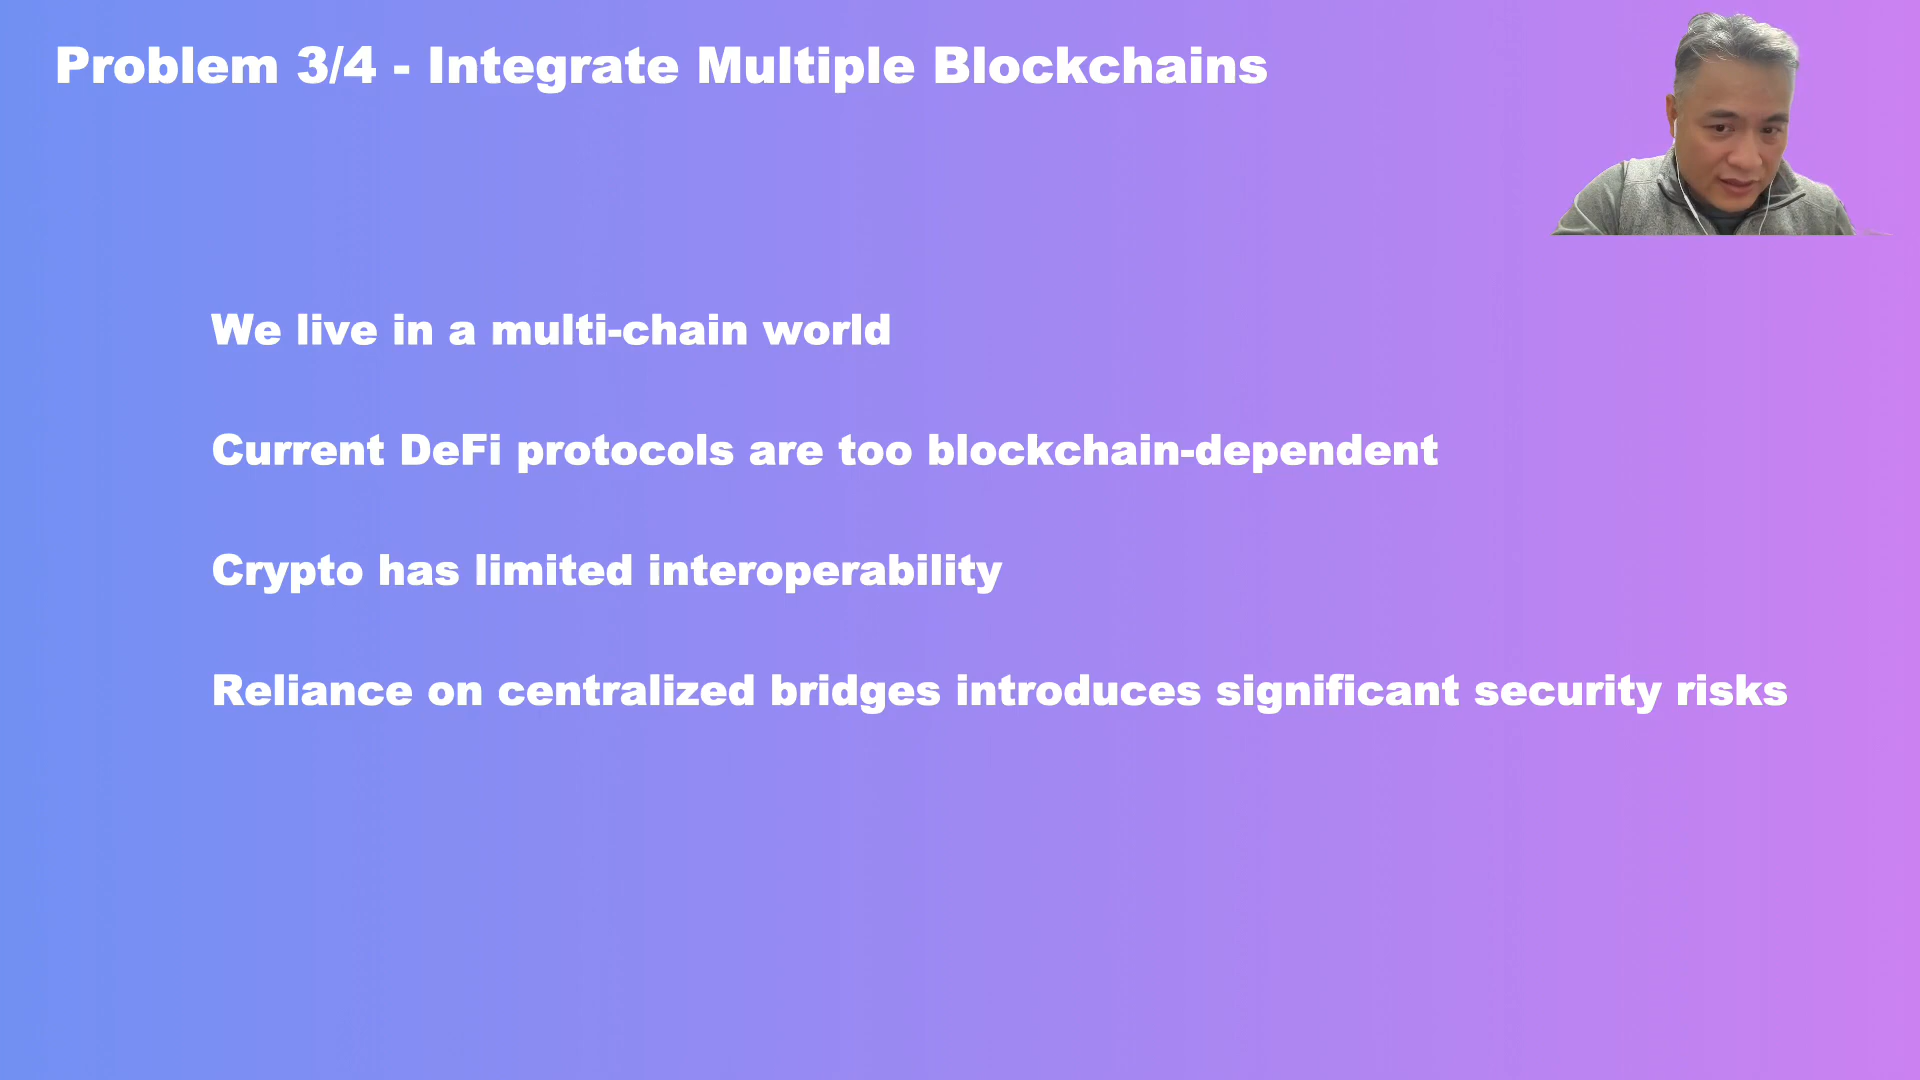 Problem 3/4 - Integrate Multiple Blockchains
We live in a multi-chain world
Current DeFi protocols are too blockchain-dependent
Crypto has limited interoperability
Reliance on centralized bridges introduces significant security risks